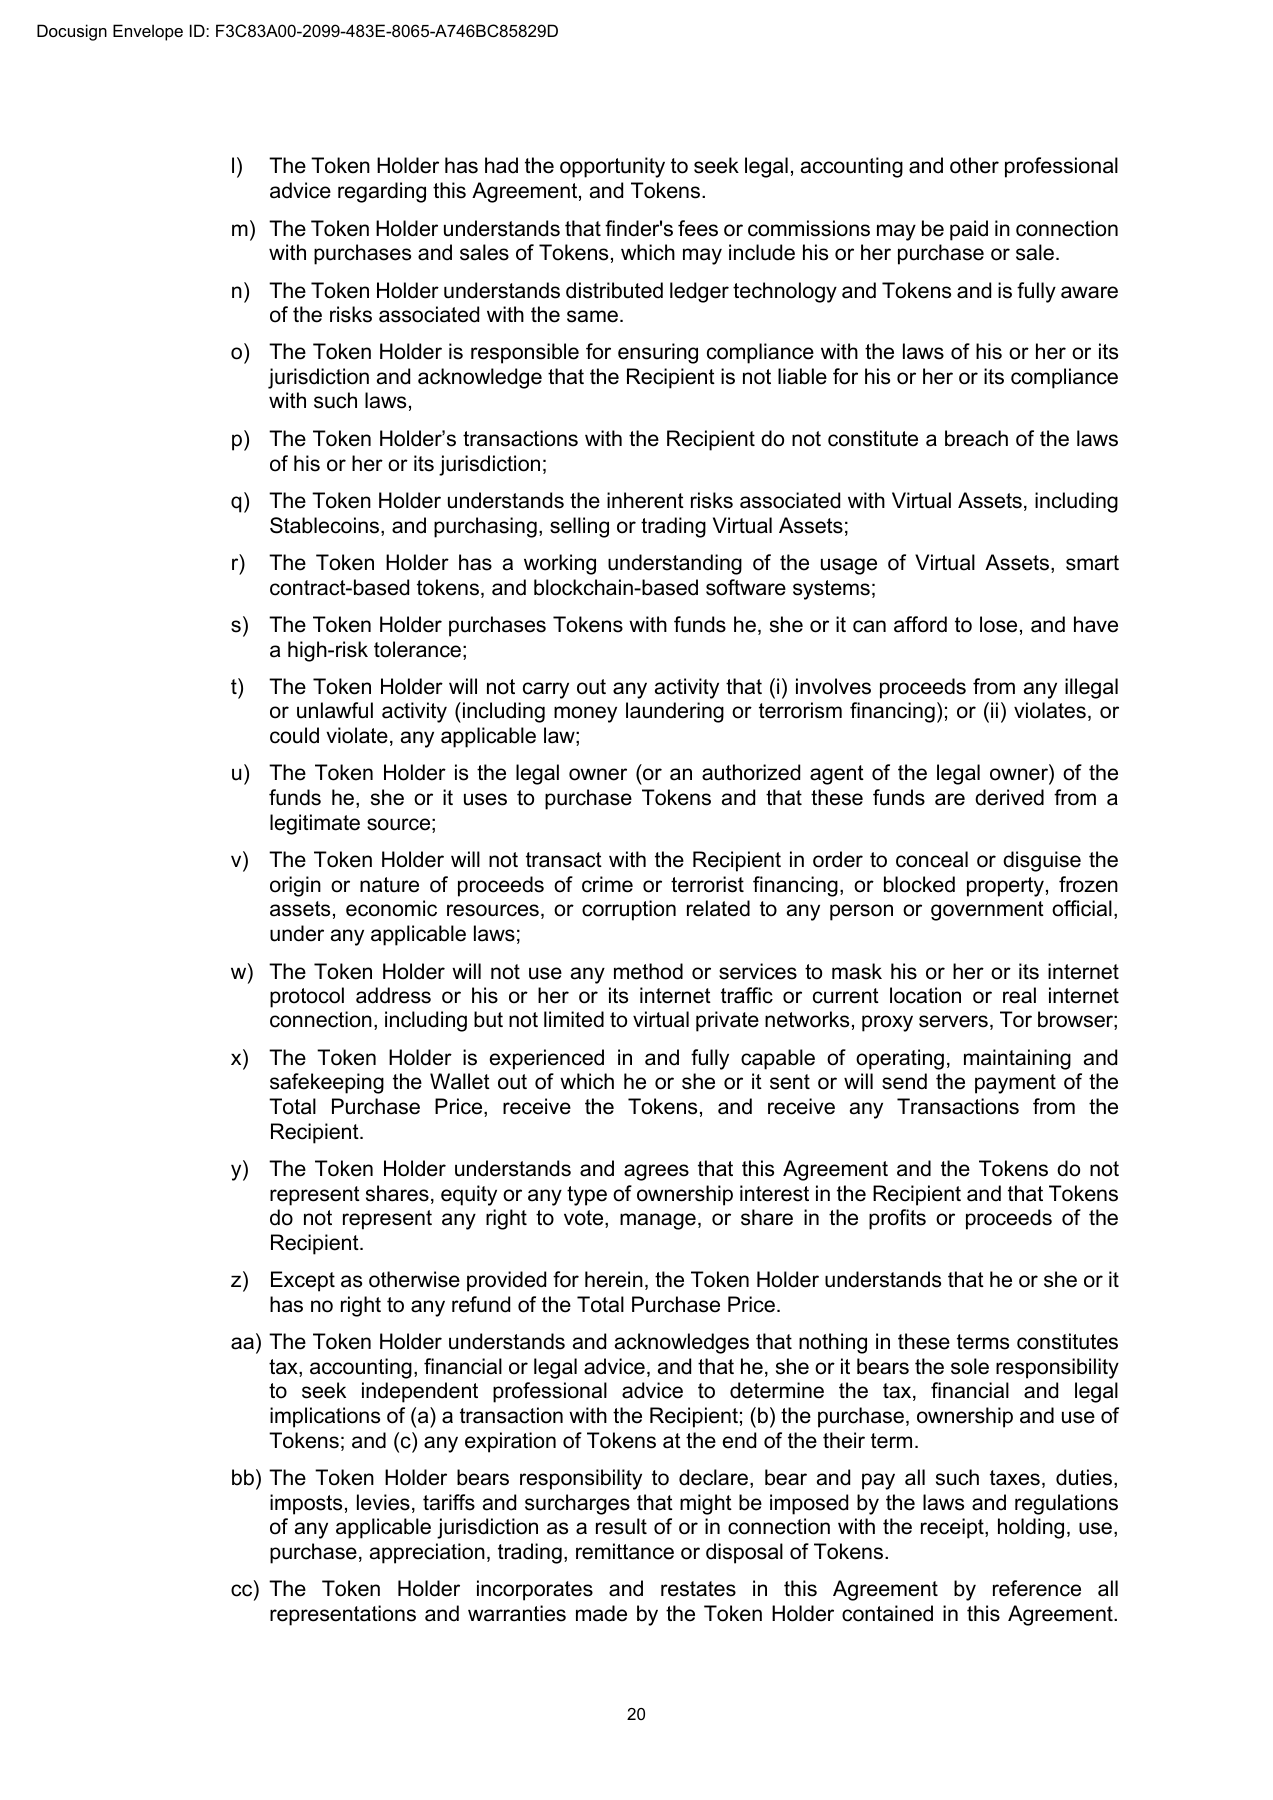 Docusign Envelope ID: F3C83A00-2099-483E-8065-A746BC85829D
l) The Token Holder has had the opportunity to seek legal, accounting and other professional
advice regarding this Agreement, and Tokens.
m) The Token Holder understands that finder's fees or commissions may be paid in connection
with purchases and sales of Tokens, which may include his or her purchase or sale.
n) The Token Holder understands distributed ledger technology and Tokens and is fully aware
of the risks associated with the same.
o) The Token Holder is responsible for ensuring compliance with the laws of his or her or its
jurisdiction and acknowledge that the Recipient is not liable for his or her or its compliance
with such laws,
p) The Token Holder’s transactions with the Recipient do not constitute a breach of the laws
of his or her or its jurisdiction;
q) The Token Holder understands the inherent risks associated with Virtual Assets, including
Stablecoins, and purchasing, selling or trading Virtual Assets;
r) The Token Holder has a working understanding of the usage of Virtual Assets, smart
contract-based tokens, and blockchain-based software systems;
s) The Token Holder purchases Tokens with funds he, she or it can afford to lose, and have
a high-risk tolerance;
t) The Token Holder will not carry out any activity that (i) involves proceeds from any illegal
or unlawful activity (including money laundering or terrorism financing); or (ii) violates, or
could violate, any applicable law;
u) The Token Holder is the legal owner (or an authorized agent of the legal owner) of the
funds he, she or it uses to purchase Tokens and that these funds are derived from a
legitimate source;
v) The Token Holder will not transact with the Recipient in order to conceal or disguise the
origin or nature of proceeds of crime or terrorist financing, or blocked property, frozen
assets, economic resources, or corruption related to any person or government official,
under any applicable laws;
w) The Token Holder will not use any method or services to mask his or her or its internet
protocol address or his or her or its internet traffic or current location or real internet
connection, including but not limited to virtual private networks, proxy servers, Tor browser;
x) The Token Holder is experienced in and fully capable of operating, maintaining and
safekeeping the Wallet out of which he or she or it sent or will send the payment of the
Total Purchase Price, receive the Tokens, and receive any Transactions from the
Recipient.
y) The Token Holder understands and agrees that this Agreement and the Tokens do not
represent shares, equity or any type of ownership interest in the Recipient and that Tokens
do not represent any right to vote, manage, or share in the profits or proceeds of the
Recipient.
z) Except as otherwise provided for herein, the Token Holder understands that he or she or it
has no right to any refund of the Total Purchase Price.
aa) The Token Holder understands and acknowledges that nothing in these terms constitutes
tax, accounting, financial or legal advice, and that he, she or it bears the sole responsibility
to seek independent professional advice to determine the tax, financial and legal
implications of (a) a transaction with the Recipient; (b) the purchase, ownership and use of
Tokens; and (c) any expiration of Tokens at the end of the their term.
bb) The Token Holder bears responsibility to declare, bear and pay all such taxes, duties,
imposts, levies, tariffs and surcharges that might be imposed by the laws and regulations
of any applicable jurisdiction as a result of or in connection with the receipt, holding, use,
purchase, appreciation, trading, remittance or disposal of Tokens.
cc) The Token Holder incorporates and restates in this Agreement by reference all
representations and warranties made by the Token Holder contained in this Agreement.
20